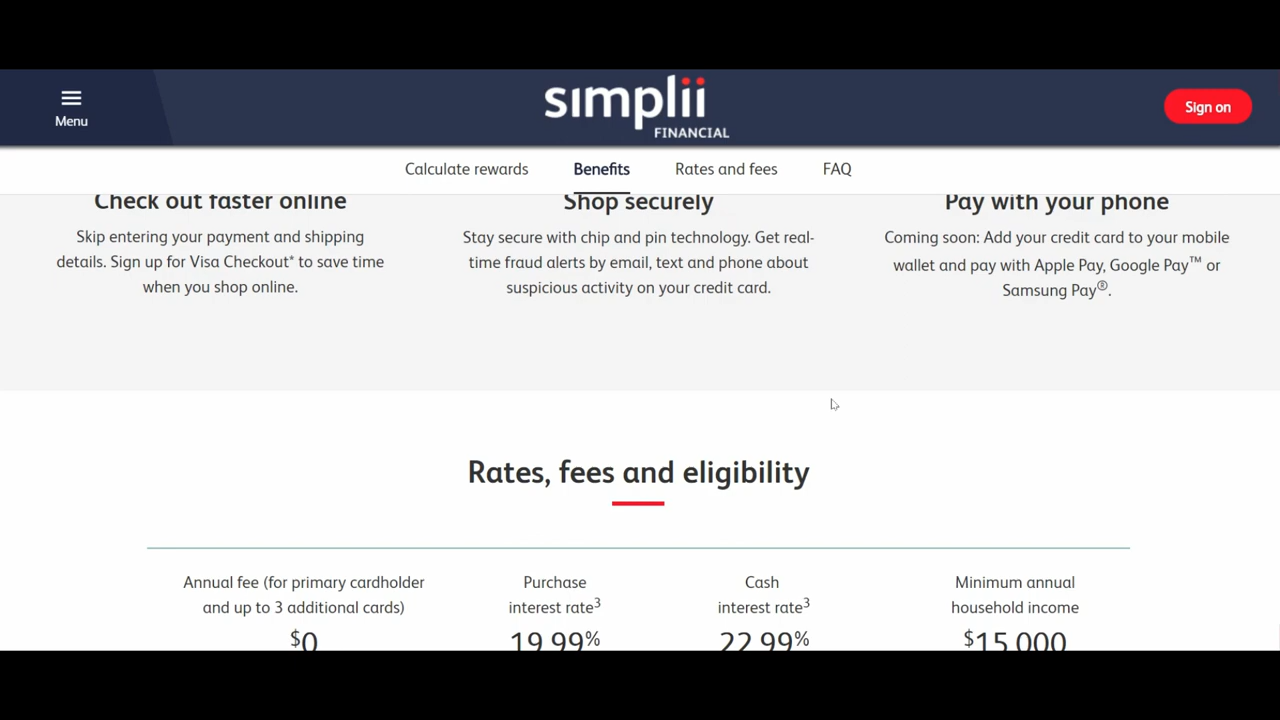 Menu
simplii
FINANCIAL
Sign on
Calculate rewards
Benefits
Rates and fees
FAQ
Check out faster online
Skip entering your payment and shipping
details. Sign up for Visa Checkout* to save time
when you shop online.
Shop securely
Stay secure with chip and pin technology. Get real-
time fraud alerts by email, text and phone about
suspicious activity on your credit card.
Pay with your phone
Coming soon: Add your credit card to your mobile
wallet and pay with Apple Pay, Google Pay™ or
Samsung Pay®.
Rates, fees and eligibility
Annual fee (for primary cardholder
and up to 3 additional cards)
$0
Purchase
interest rate3
19.99%
Cash
interest rate3
22.99%
Minimum annual
household income
$15,000